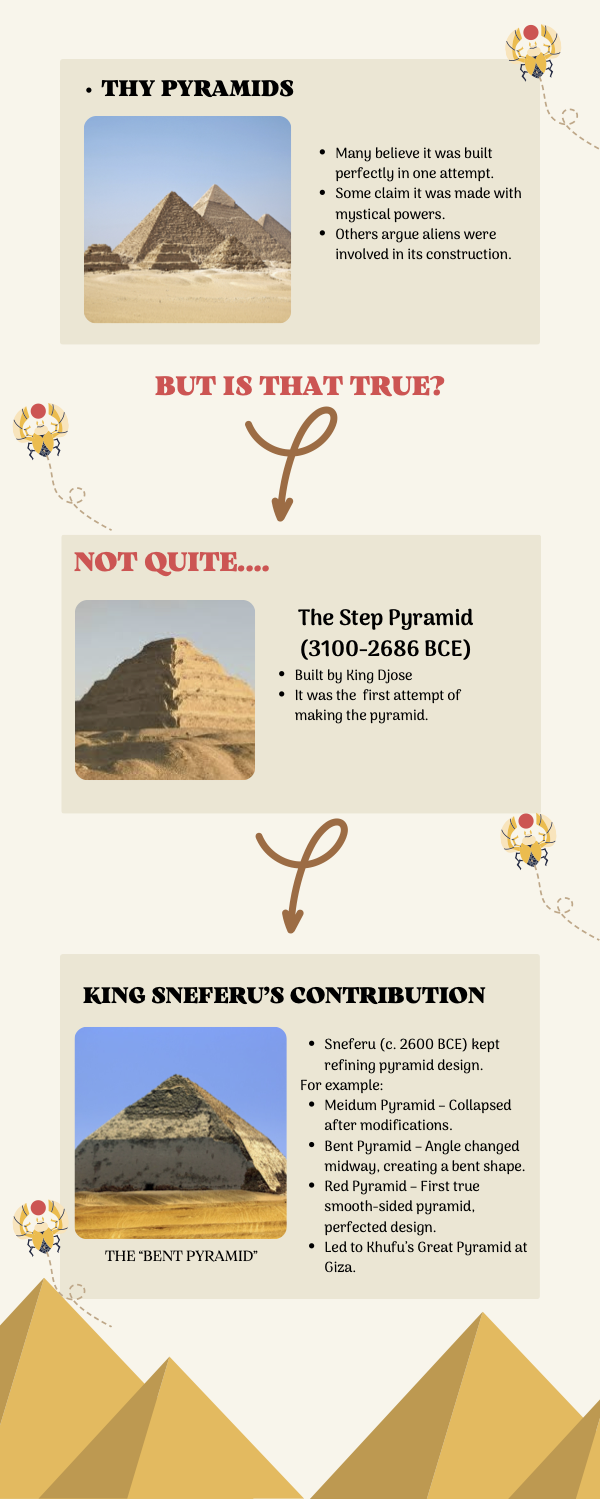 • THY PYRAMIDS
• Many believe it was built
perfectly in one attempt.
• Some claim it was made with
mystical powers.
• Others argue aliens were
involved in its construction.
BUT IS THAT TRUE?
NOT QUITE....
The Step Pyramid
(3100-2686 BCE)
• Built by King Djose
• It was the first attempt of
making the pyramid.
KING SNEFERU'S CONTRIBUTION
• Sneferu (c. 2600 BCE) kept
refining pyramid design.
For example:
• Meidum Pyramid – Collapsed
after modifications.
• Bent Pyramid – Angle changed
midway, creating a bent shape.
• Red Pyramid – First true
smooth-sided pyramid,
perfected design.
• Led to Khufu's Great Pyramid at
Giza.
THE "BENT PYRAMID"